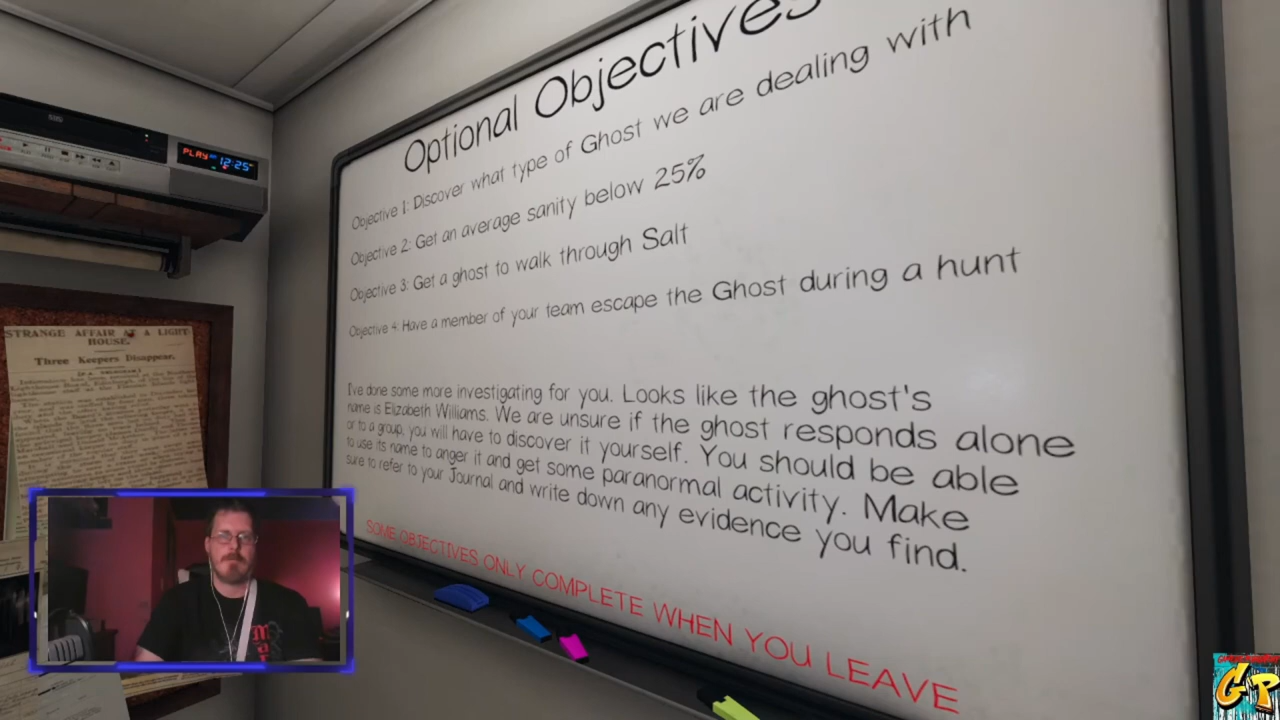 Optional Objectives
Objective 1: Discover what type of Ghost we are dealing with
Objective 2: Get an average sanity below 25%
Objective 3: Get a ghost to walk through Salt
Objective 4: Have a member of your team escape the Ghost during a hunt
I've done some more investigating for you. Looks like the ghost's
name is Elizabeth Williams. We are unsure if the ghost responds alone
or to a group, you will have to discover it yourself. You should be able
to use its name to anger it and get some paranormal activity. Make
sure to refer to your Journal and write down any evidence you find.
SOME OBJECTIVES ONLY COMPLETE WHEN YOU LEAVE
PLAY 12:25
STRANGE AFFAIR AT A LIGHT
HOUSE.
Three Keepers Disappear.
GP